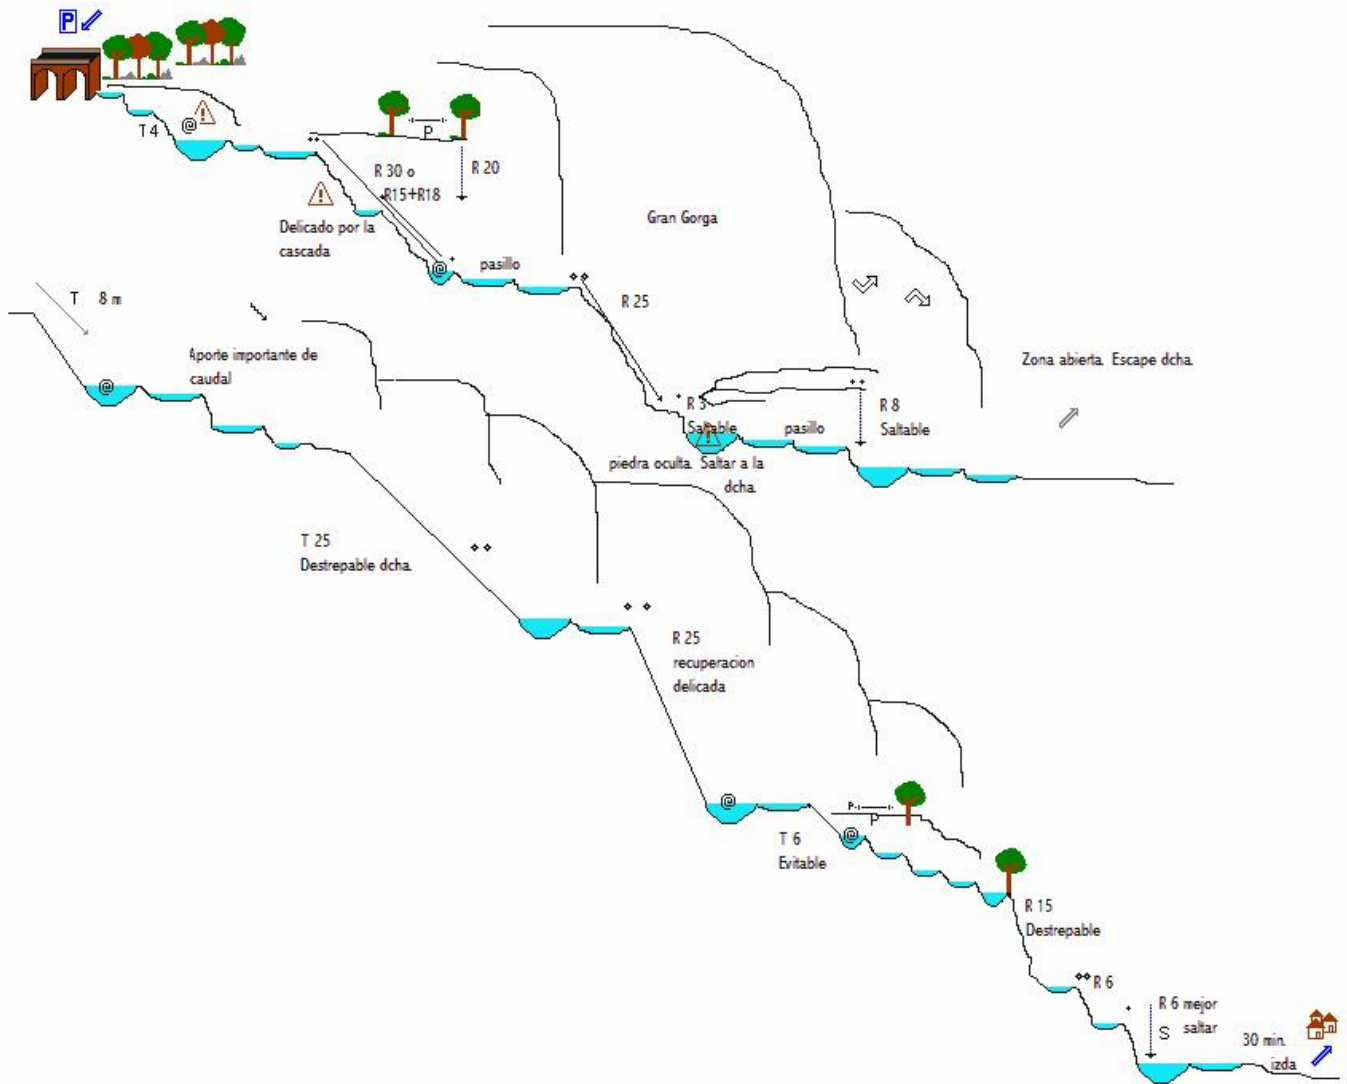 P
T 4
@
P
R 20
R 30 o
R15+R18
Delicado por la
cascada
@
pasillo
Gran Gorga
R 25
Zona abierta. Escape dcha.
R 3
Saltable
pasillo
R 8
Saltable
piedra oculta. Saltar a la
dcha.
T 8 m
@
Aporte importante de
caudal
T 25
Destrepable dcha.
R 25
recuperacion
delicada
@
T 6
Evitable
P
P
@
R 15
Destrepable
R 6
R 6 mejor
saltar
S
30 min.
izda